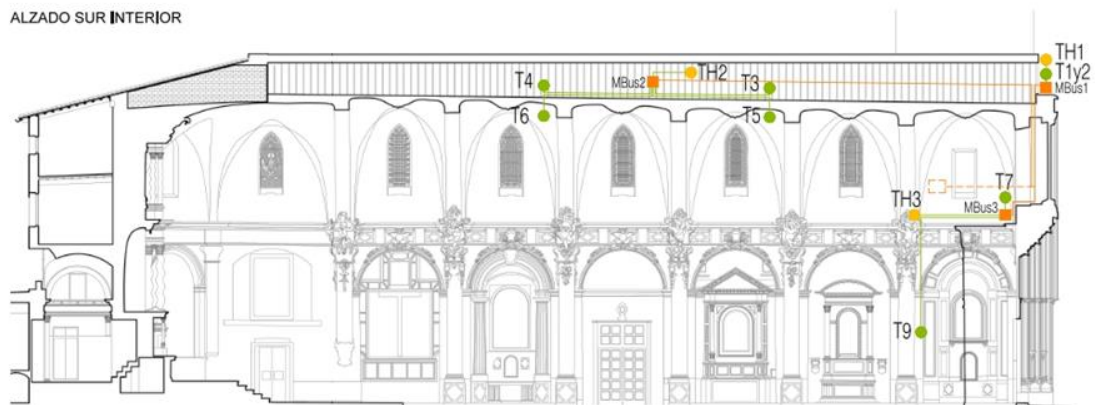 ALZADO SUR INTERIOR
TH1
T1y2
MBus1
TH2
MBus2
T4
T3
T6
T5
T7
TH3
MBus3
T9